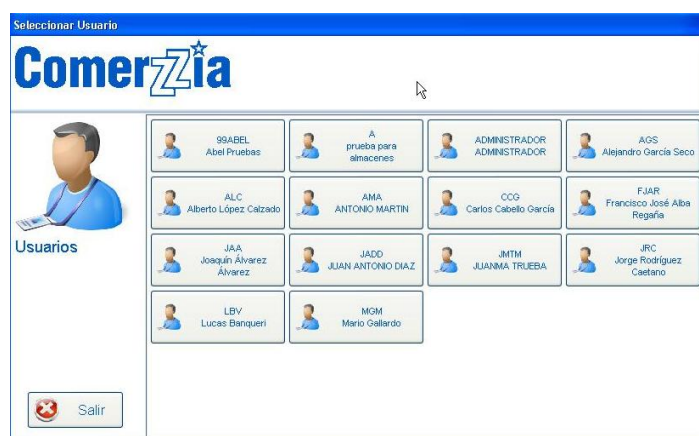 Seleccionar Usuario
Comerzzia
99ABEL
Abel Pruebas
A
prueba para
almacenes
ADMINISTRADOR
ADMINISTRADOR
AGS
Alejandro García Seco
ALC
Alberto López Calzado
AMA
ANTONIO MARTIN
CCG
Carlos Cabello García
FJAR
Francisco José Alba
Regaña
Usuarios
JAA
Joaquín Álvarez
Álvarez
JADD
JUAN ANTONIO DIAZ
JMTM
JUANMA TRUEBA
JRC
Jorge Rodríguez
Caetano
LBV
Lucas Banqueri
MGM
Mario Gallardo
Salir